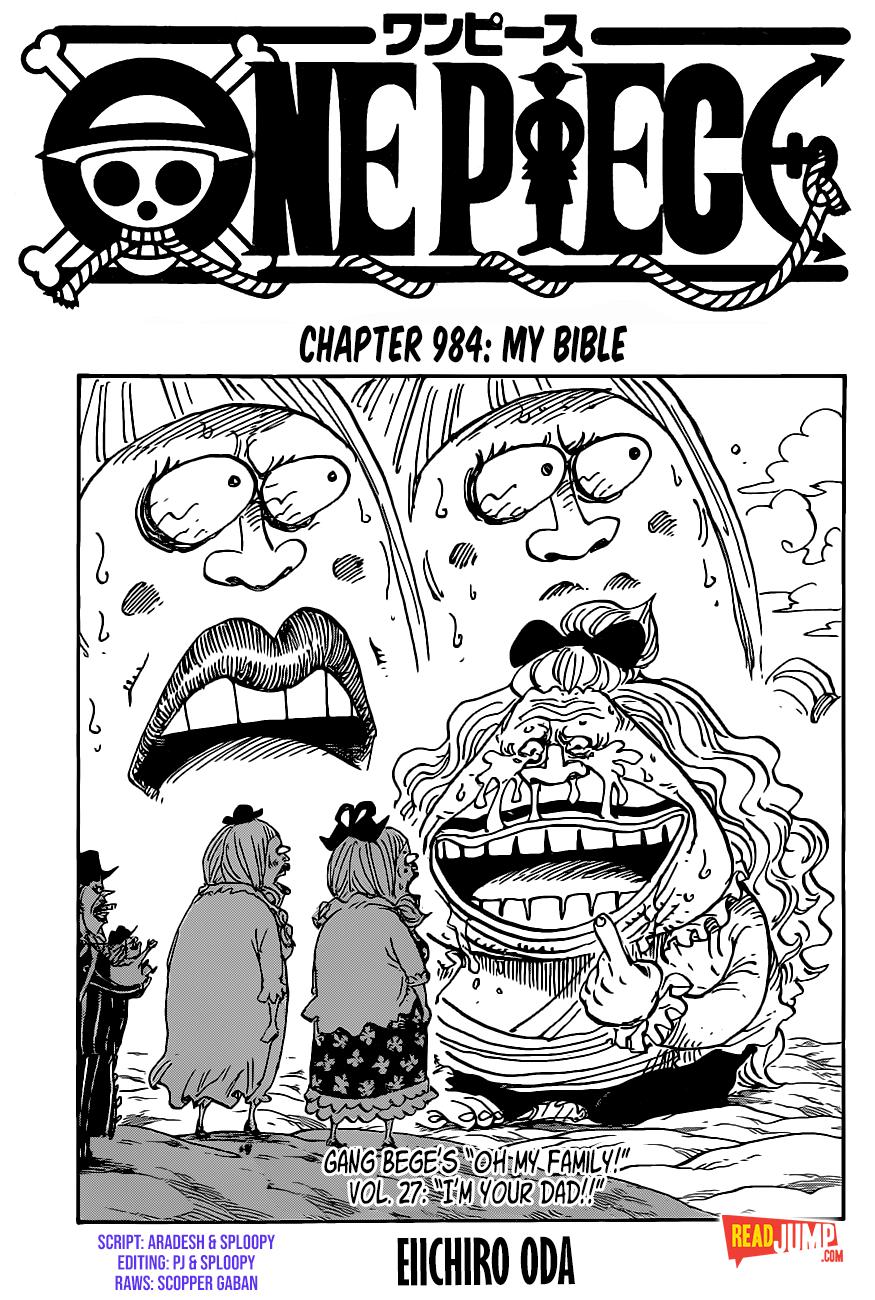 ワンピース
ONE PIECE
CHAPTER 984: MY BIBLE
GANG BEGE'S "OH MY FAMILY!"
VOL. 27: "I'M YOUR DAD!!"
SCRIPT: ARADESH & SPLOOPY
EDITING: PJ & SPLOOPY
RAWS: SCOPPER GABAN
EIICHIRO ODA
READJUMP
.COM